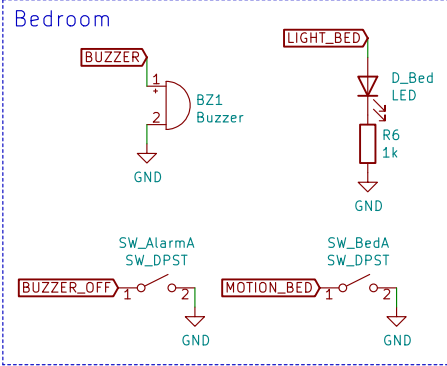 Bedroom
BUZZER
1
+
2
BZ1
Buzzer
GND
LIGHT_BED
D_Bed
LED
R6
1k
GND
SW_AlarmA
SW_DPST
BUZZER_OFF
1
2
GND
SW_BedA
SW_DPST
MOTION_BED
1
2
GND